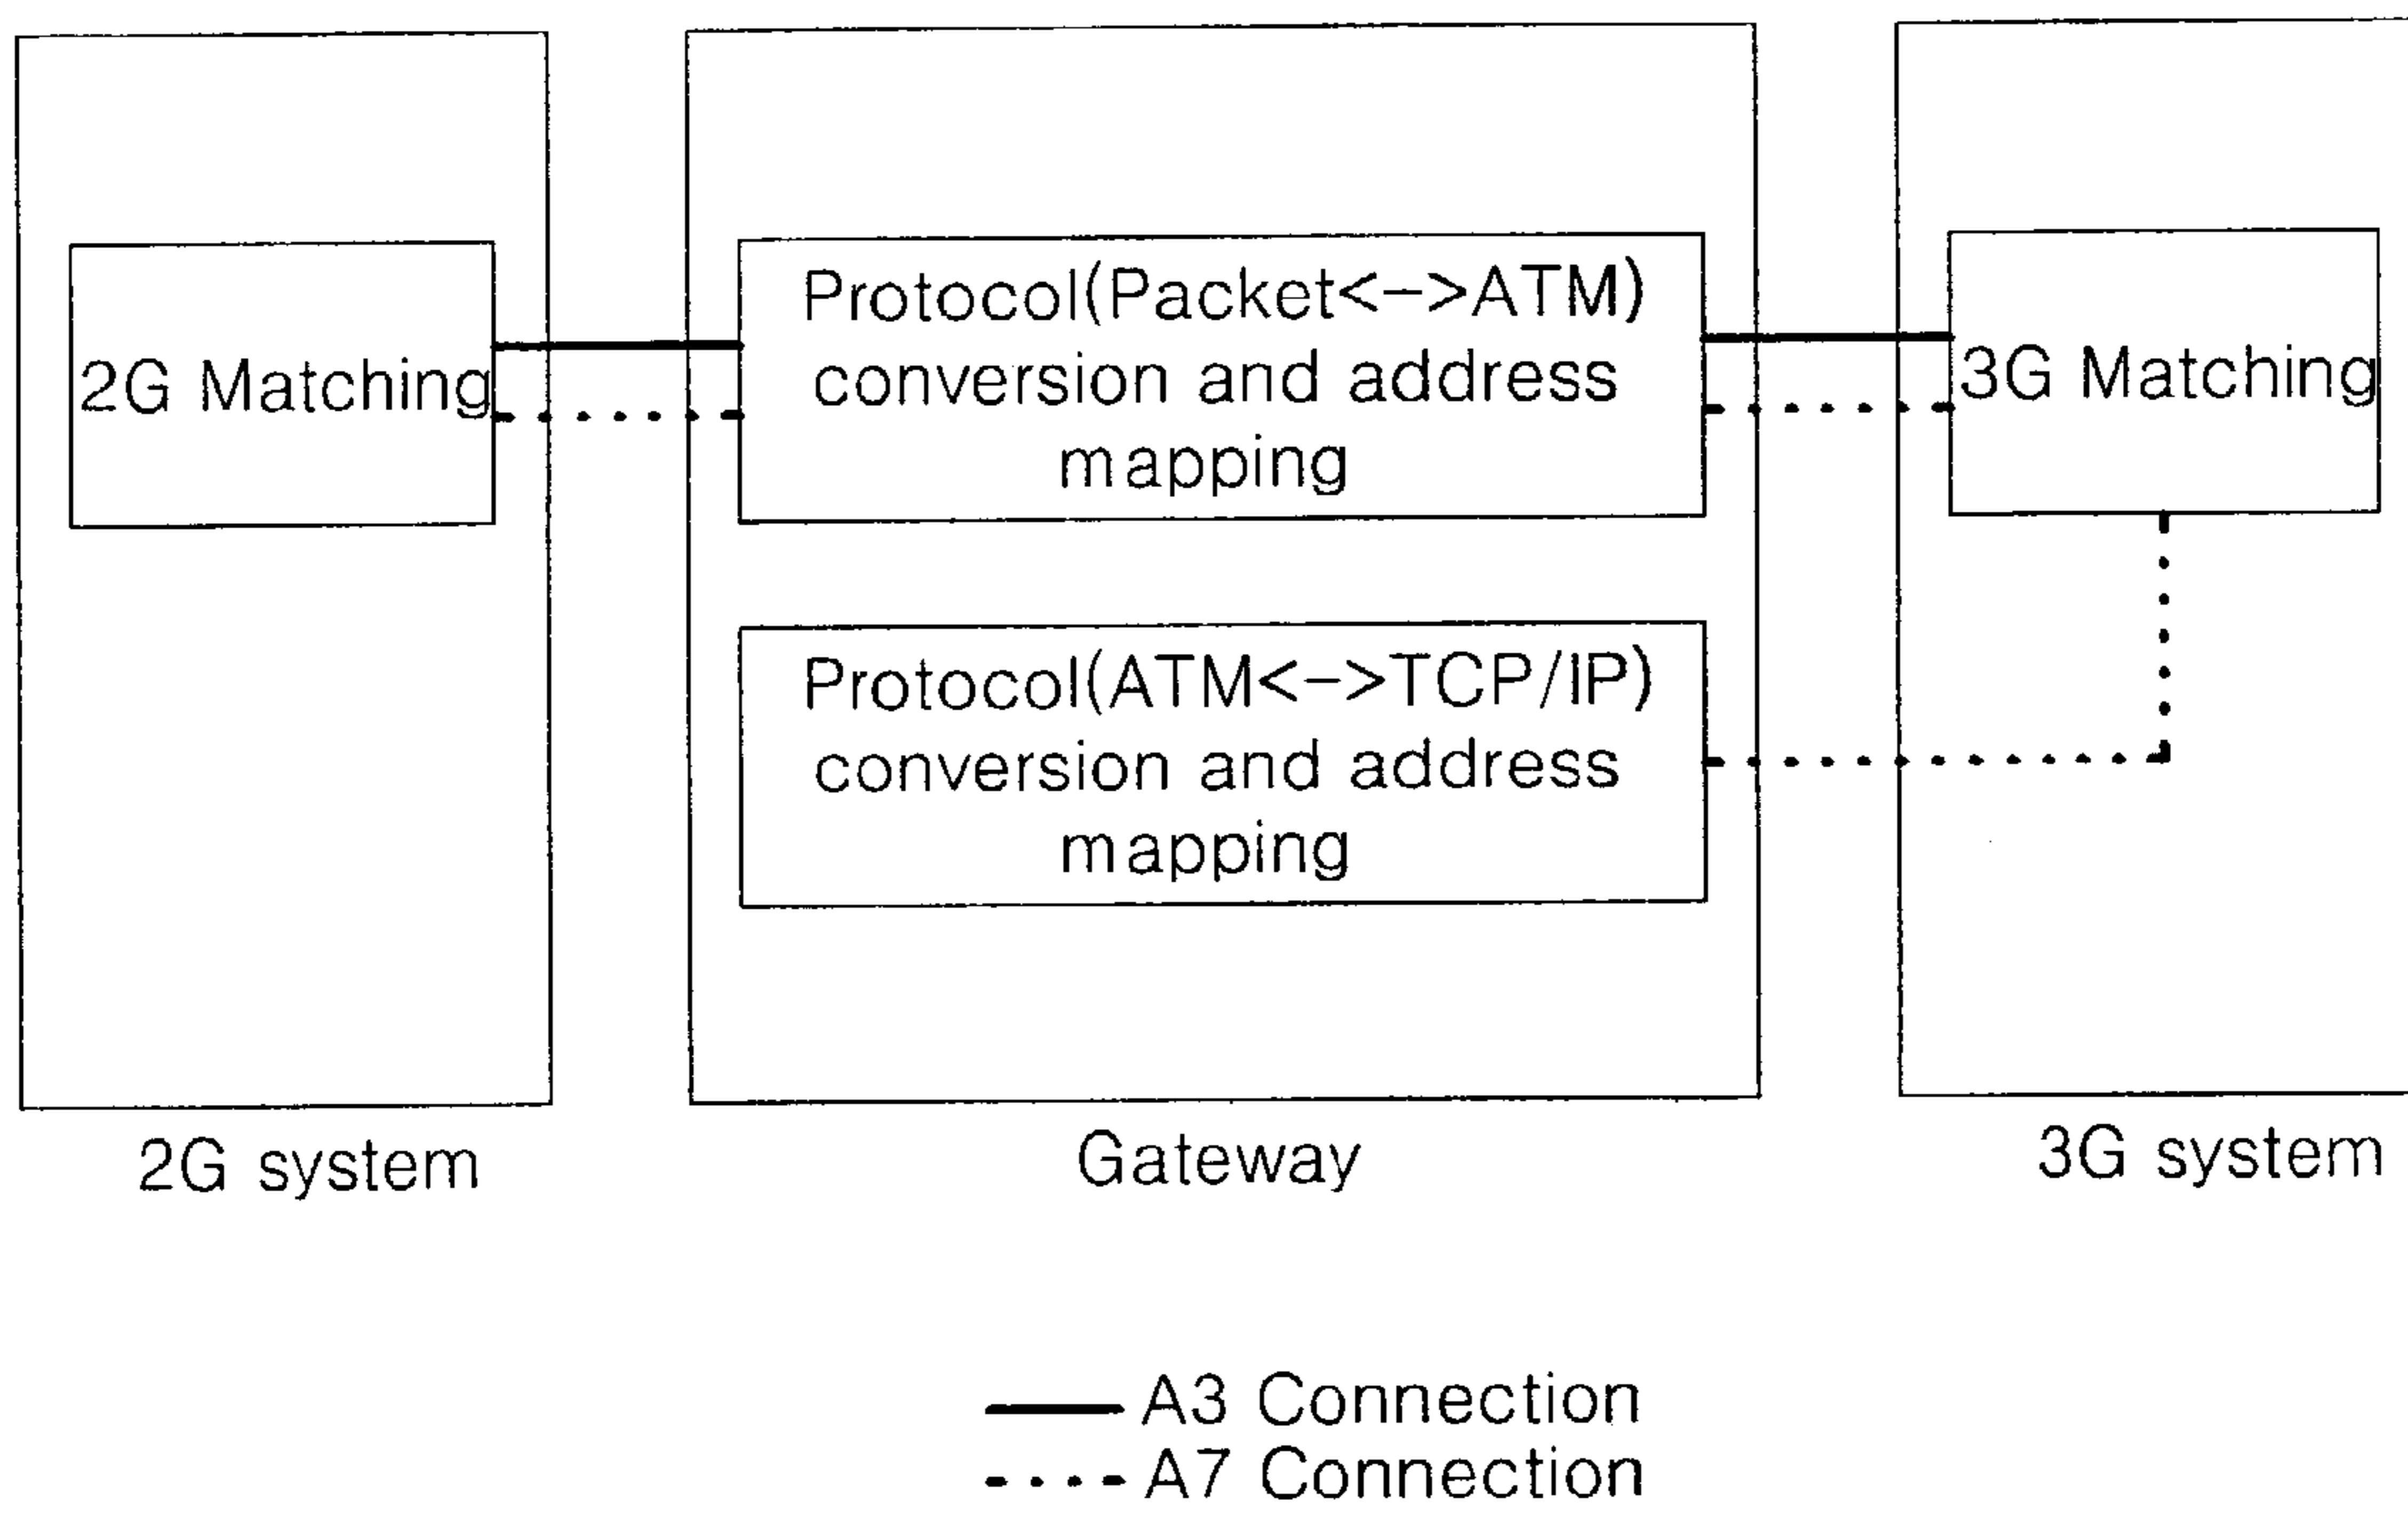 2G Matching
Protocol(Packet<->ATM)
conversion and address
mapping
3G Matching
Protocol(ATM<->TCP/IP)
conversion and address
mapping
2G system
Gateway
3G system
A3 Connection
A7 Connection